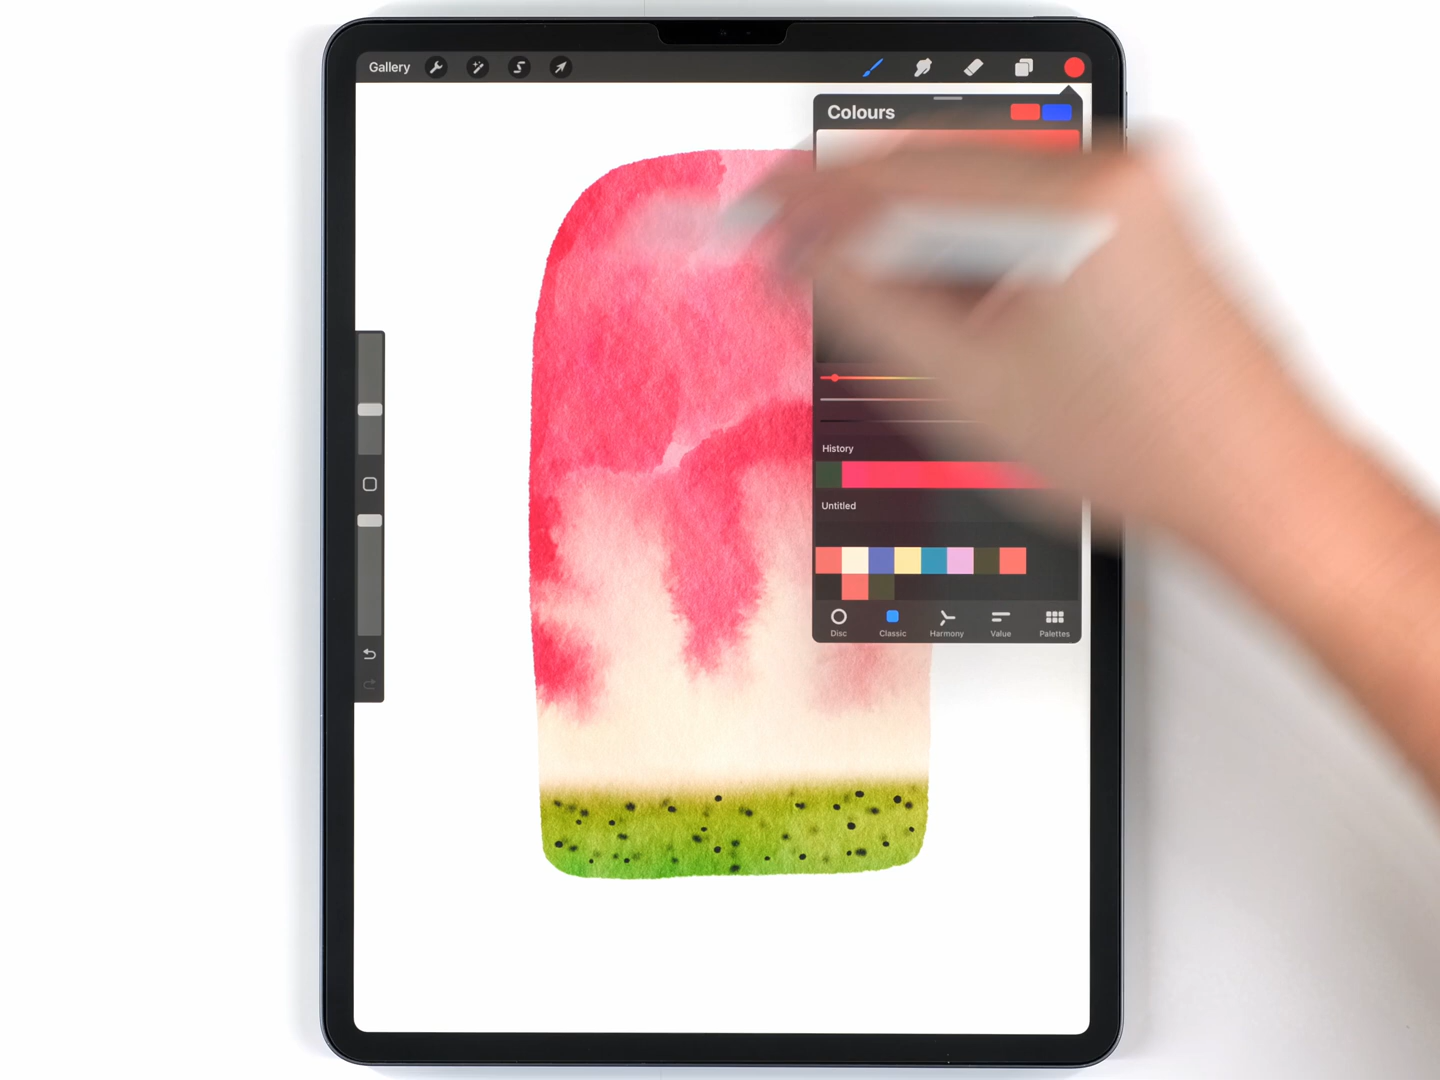 Gallery
Colours
History
Untitled
Disc
Classic
Harmony
Value
Palettes